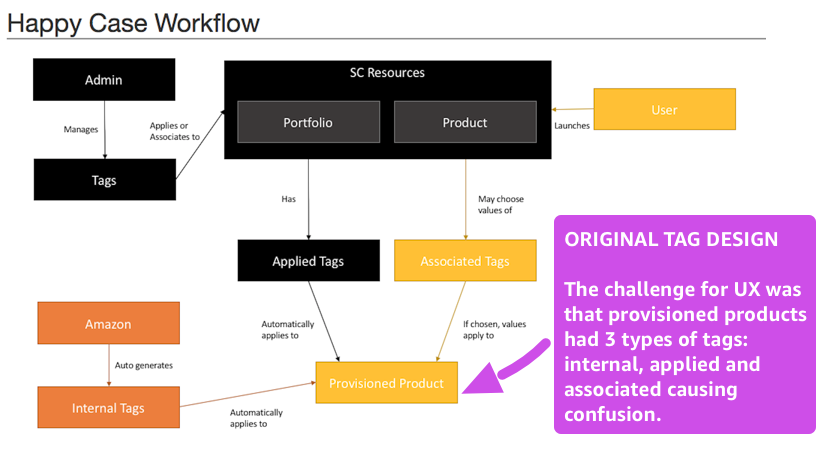 Happy Case Workflow
Admin
Manages
Tags
Applies or
Associates to
SC Resources
Portfolio
Product
User
Launches
Has
May choose
values of
Applied Tags
Associated Tags
Automatically
applies to
If chosen, values
apply to
Amazon
Auto generates
Internal Tags
Automatically
applies to
Provisioned Product
ORIGINAL TAG DESIGN
The challenge for UX was
that provisioned products
had 3 types of tags:
internal, applied and
associated causing
confusion.